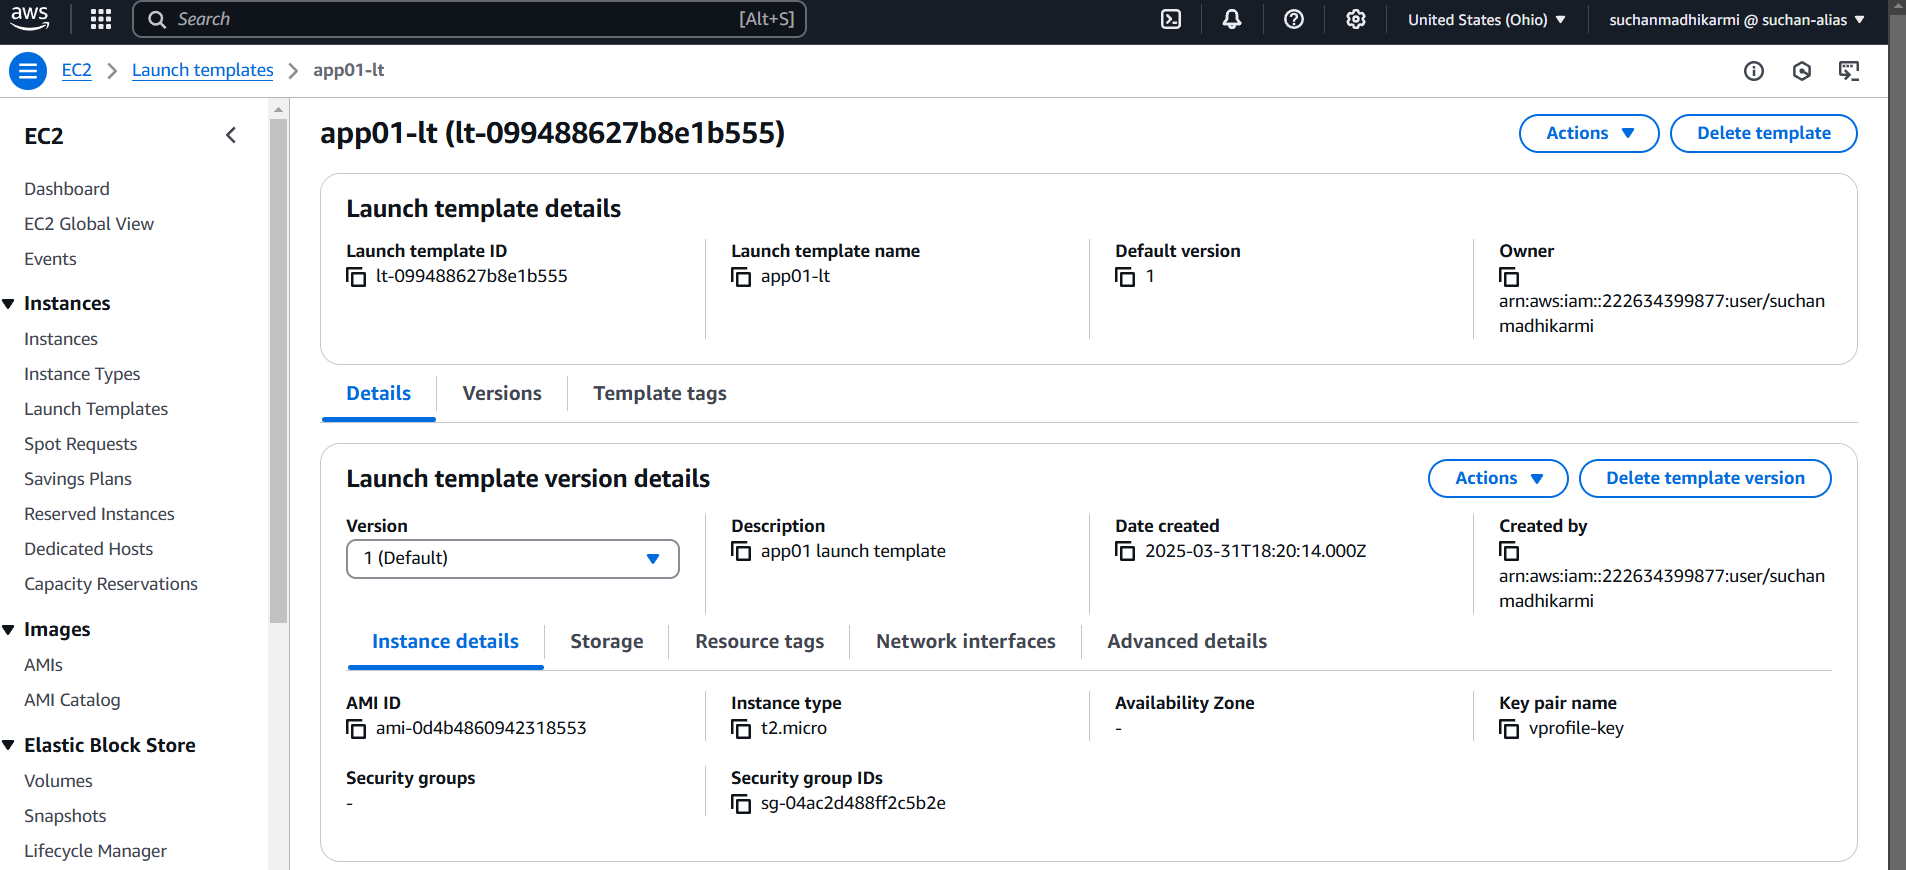 aws
Search [Alt+S]
United States (Ohio)
suchanmadhikarmi @ suchan-alias
EC2
Launch templates
app01-lt
EC2
Dashboard
EC2 Global View
Events
Instances
Instances
Instance Types
Launch Templates
Spot Requests
Savings Plans
Reserved Instances
Dedicated Hosts
Capacity Reservations
Images
AMIs
AMI Catalog
Elastic Block Store
Volumes
Snapshots
Lifecycle Manager
app01-lt (lt-099488627b8e1b555)
Actions
Delete template
Launch template details
Launch template ID
lt-099488627b8e1b555
Launch template name
app01-lt
Default version
1
Owner
arn:aws:iam::222634399877:user/suchan
madhikarmi
Details
Versions
Template tags
Launch template version details
Actions
Delete template version
Version
1 (Default)
Description
app01 launch template
Date created
2025-03-31T18:20:14.000Z
Created by
arn:aws:iam::222634399877:user/suchan
madhikarmi
Instance details
Storage
Resource tags
Network interfaces
Advanced details
AMI ID
ami-0d4b4860942318553
Instance type
t2.micro
Availability Zone
-
Key pair name
vprofile-key
Security groups
-
Security group IDs
sg-04ac2d488ff2c5b2e